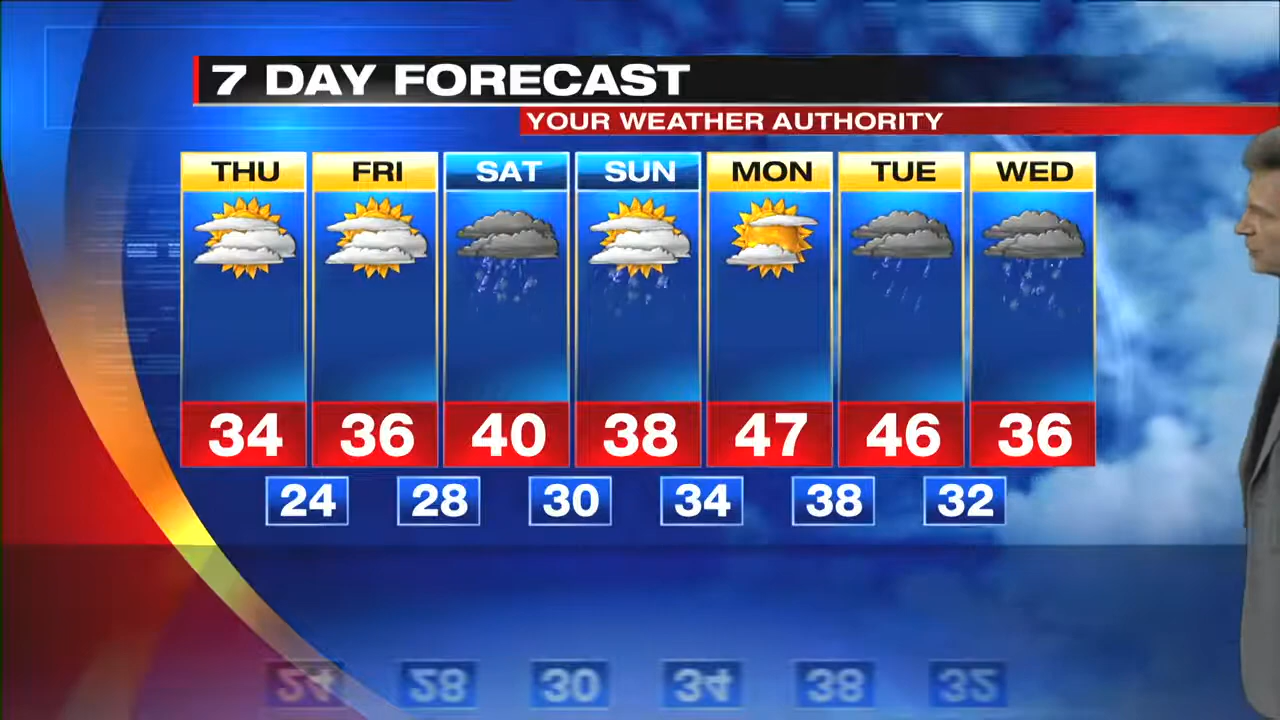 7 DAY FORECAST
YOUR WEATHER AUTHORITY
THU FRI SAT SUN MON TUE WED
34 36 40 38 47 46 36
24 28 30 34 38 32